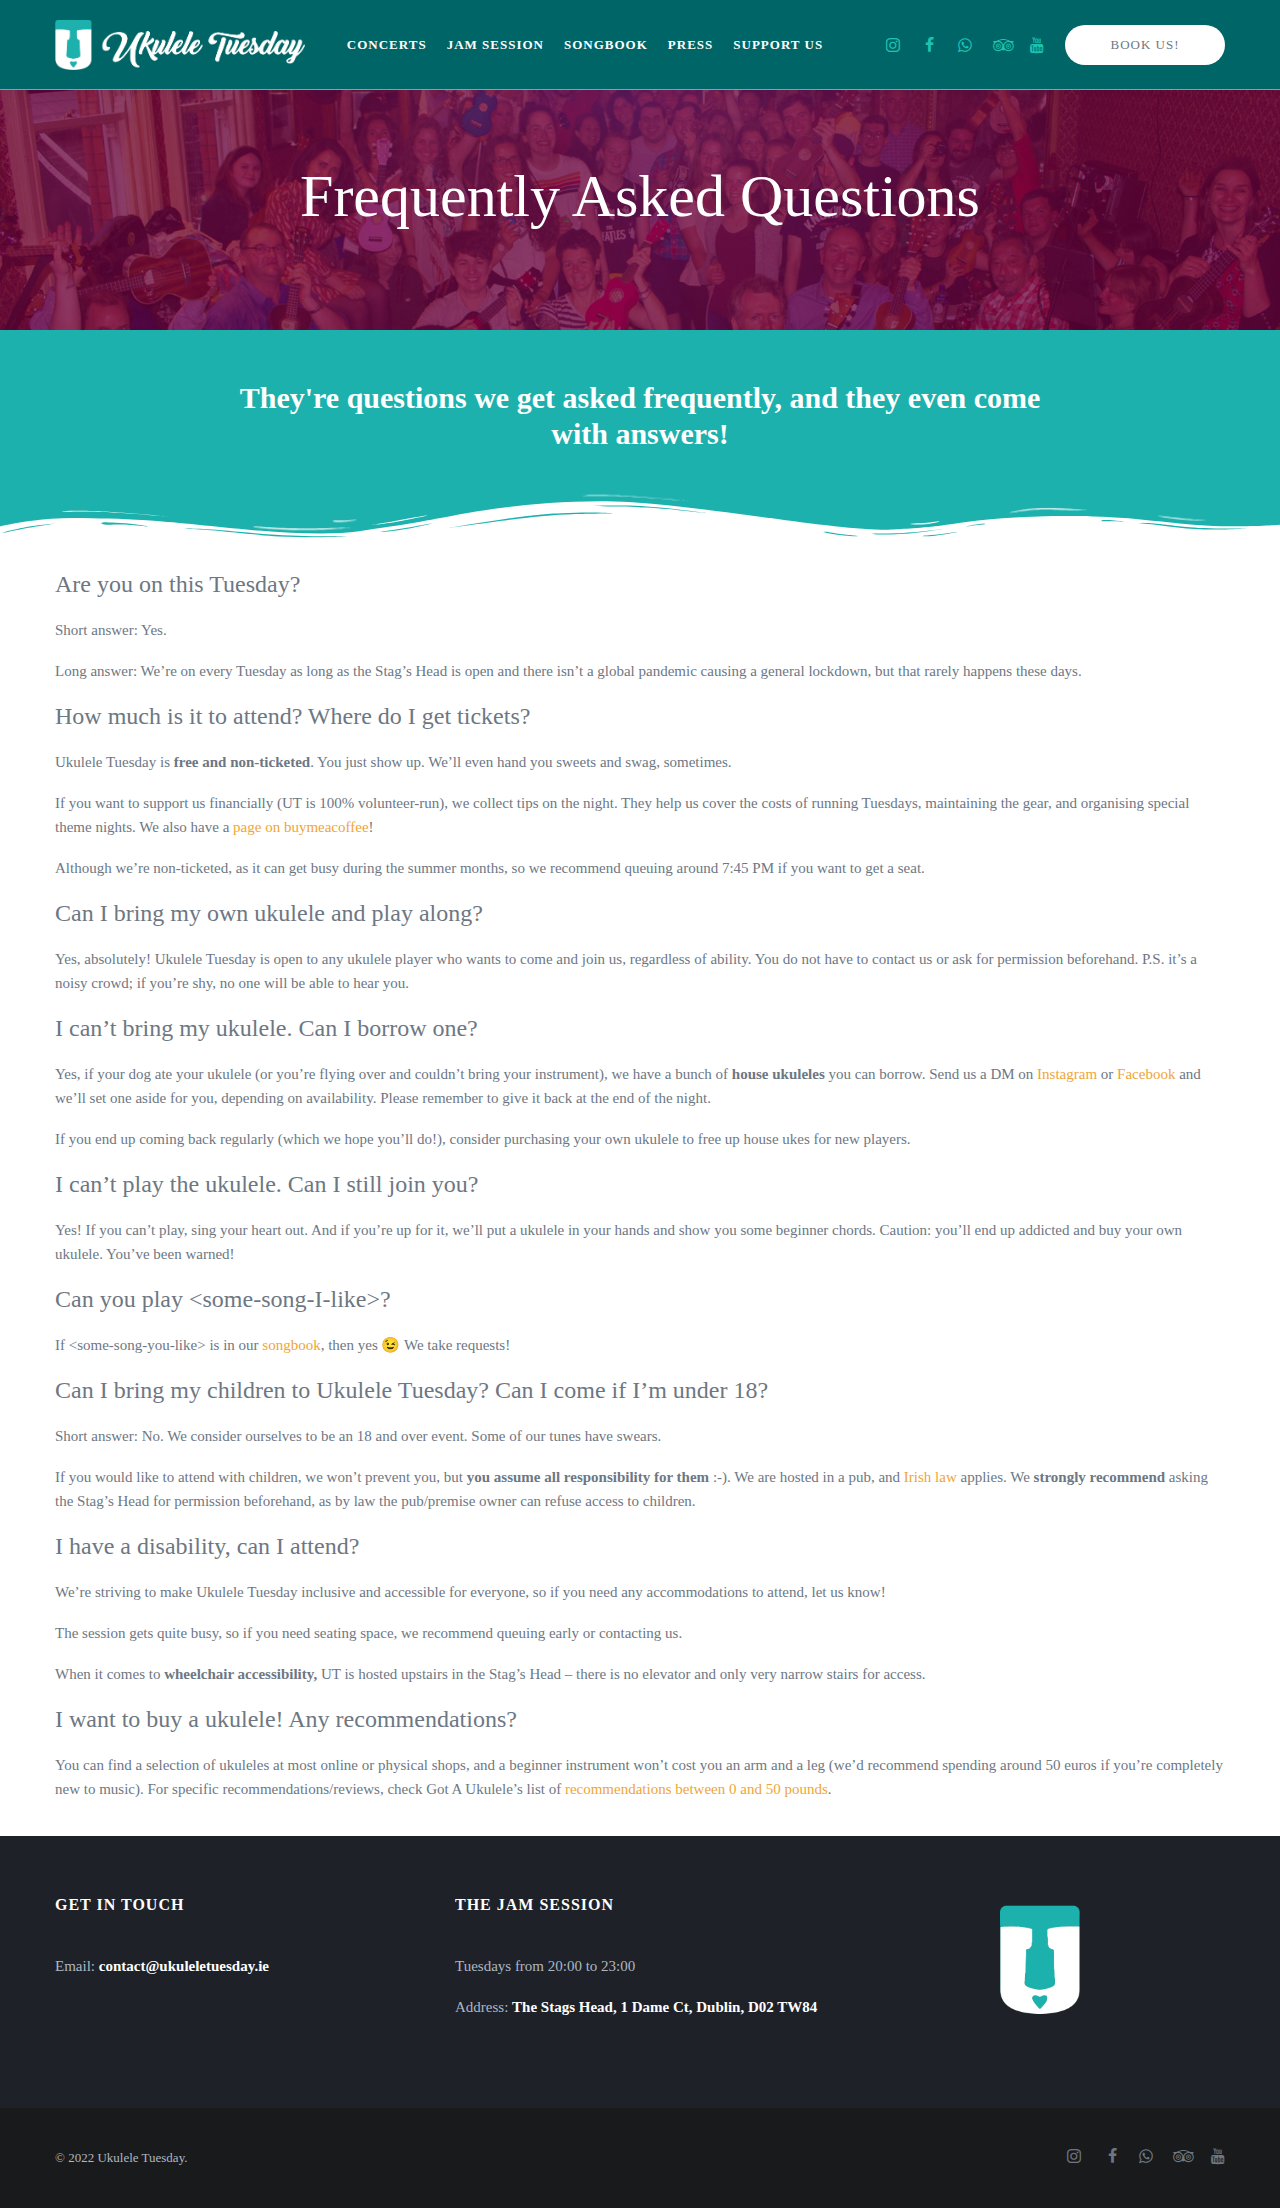 Ukulele Tuesday
CONCERTS JAM SESSION SONGBOOK PRESS SUPPORT US
BOOK US!
Frequently Asked Questions
They're questions we get asked frequently, and they even come
with answers!
Are you on this Tuesday?
Short answer: Yes.
Long answer: We’re on every Tuesday as long as the Stag’s Head is open and there isn’t a global pandemic causing a general lockdown, but that rarely happens these days.
How much is it to attend? Where do I get tickets?
Ukulele Tuesday is free and non-ticketed. You just show up. We’ll even hand you sweets and swag, sometimes.
If you want to support us financially (UT is 100% volunteer-run), we collect tips on the night. They help us cover the costs of running Tuesdays, maintaining the gear, and organising special
theme nights. We also have a page on buymeacoffee!
Although we’re non-ticketed, as it can get busy during the summer months, so we recommend queuing around 7:45 PM if you want to get a seat.
Can I bring my own ukulele and play along?
Yes, absolutely! Ukulele Tuesday is open to any ukulele player who wants to come and join us, regardless of ability. You do not have to contact us or ask for permission beforehand. P.S. it’s a
noisy crowd; if you’re shy, no one will be able to hear you.
I can’t bring my ukulele. Can I borrow one?
Yes, if your dog ate your ukulele (or you’re flying over and couldn’t bring your instrument), we have a bunch of house ukuleles you can borrow. Send us a DM on Instagram or Facebook and
we’ll set one aside for you, depending on availability. Please remember to give it back at the end of the night.
If you end up coming back regularly (which we hope you’ll do!), consider purchasing your own ukulele to free up house ukes for new players.
I can’t play the ukulele. Can I still join you?
Yes! If you can’t play, sing your heart out. And if you’re up for it, we’ll put a ukulele in your hands and show you some beginner chords. Caution: you’ll end up addicted and buy your own
ukulele. You’ve been warned!
Can you play <some-song-I-like>?
If <some-song-you-like> is in our songbook, then yes 😉 We take requests!
Can I bring my children to Ukulele Tuesday? Can I come if I’m under 18?
Short answer: No. We consider ourselves to be an 18 and over event. Some of our tunes have swears.
If you would like to attend with children, we won’t prevent you, but you assume all responsibility for them :-). We are hosted in a pub, and Irish law applies. We strongly recommend asking
the Stag’s Head for permission beforehand, as by law the pub/premise owner can refuse access to children.
I have a disability, can I attend?
We’re striving to make Ukulele Tuesday inclusive and accessible for everyone, so if you need any accommodations to attend, let us know!
The session gets quite busy, so if you need seating space, we recommend queuing early or contacting us.
When it comes to wheelchair accessibility, UT is hosted upstairs in the Stag’s Head – there is no elevator and only very narrow stairs for access.
I want to buy a ukulele! Any recommendations?
You can find a selection of ukuleles at most online or physical shops, and a beginner instrument won’t cost you an arm and a leg (we’d recommend spending around 50 euros if you’re completely
new to music). For specific recommendations/reviews, check Got A Ukulele’s list of recommendations between 0 and 50 pounds.
GET IN TOUCH
Email: contact@ukuleletuesday.ie
THE JAM SESSION
Tuesdays from 20:00 to 23:00
Address: The Stags Head, 1 Dame Ct, Dublin, D02 TW84
© 2022 Ukulele Tuesday.